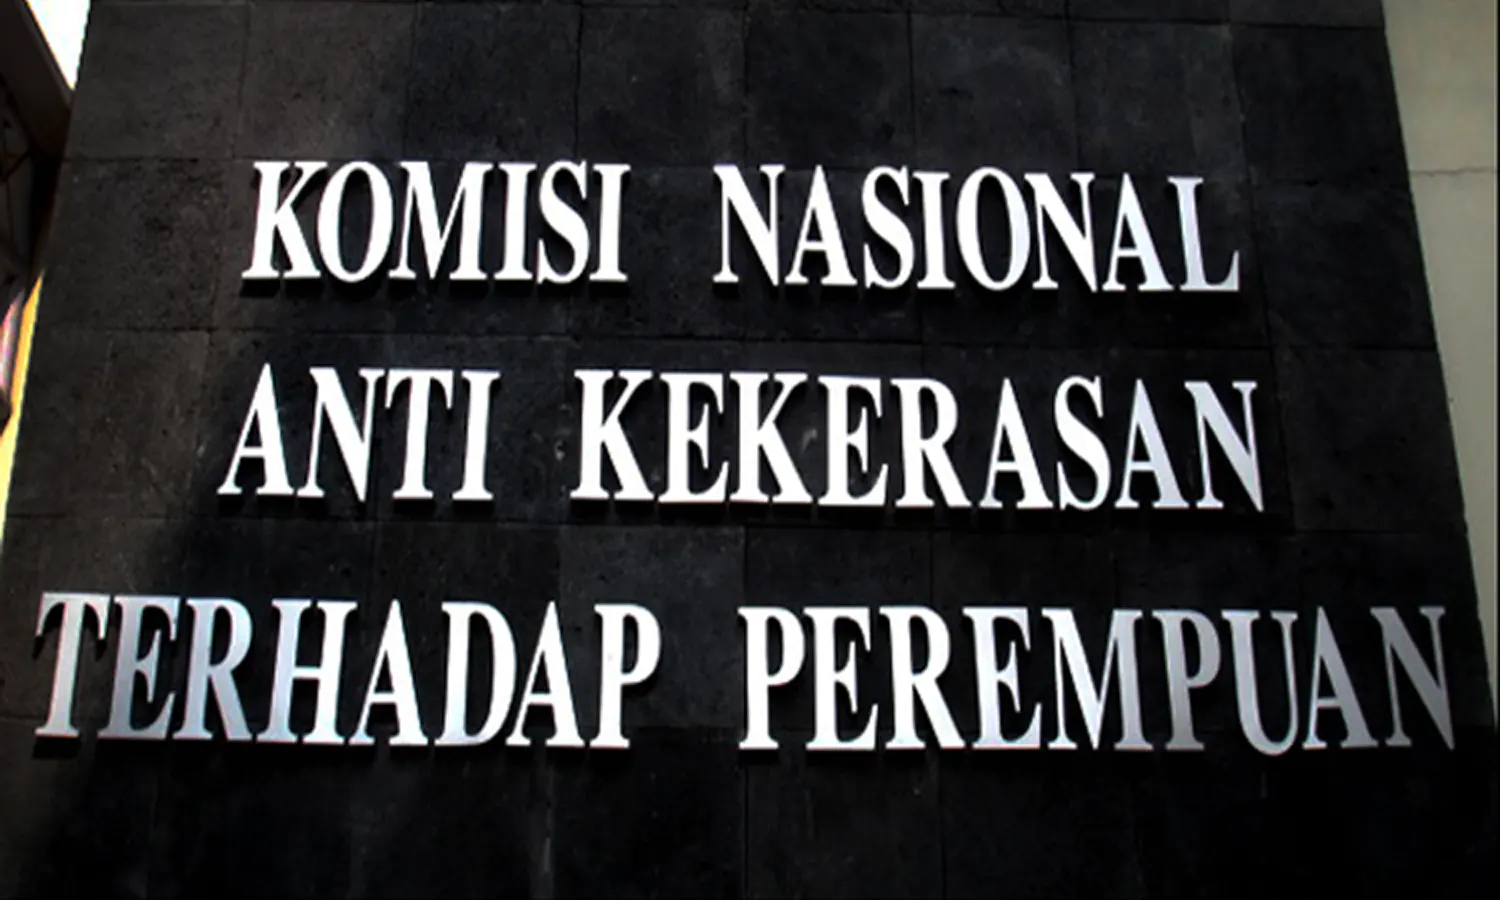 KOMISI NASIONAL
ANTI KEKERASAN
TERHADAP PEREMPUAN